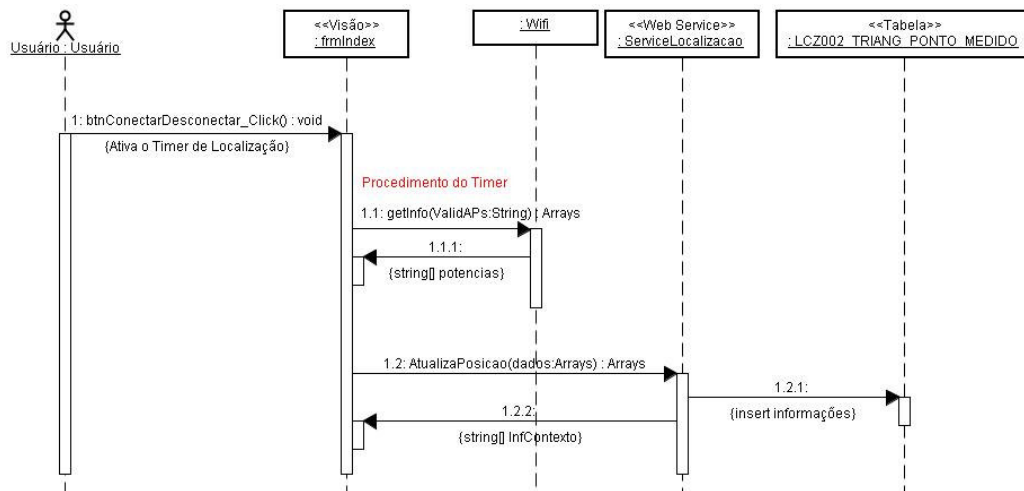 Usuário : Usuário
<<Visão>>
: frmIndex
: Wifi
<<Web Service>>
: ServiceLocalizacao
<<Tabela>>
: LCZ002_TRIANG_PONTO_MEDIDO
1: btnConectarDesconectar_Click() : void
{Ativa o Timer de Localização}
Procedimento do Timer
1.1: getInfo(ValidAPs:String) : Arrays
1.1.1:
{string[] potencias}
1.2: AtualizaPosicao(dados:Arrays) : Arrays
1.2.1:
{insert informações}
1.2.2:
{string[] InfContexto}